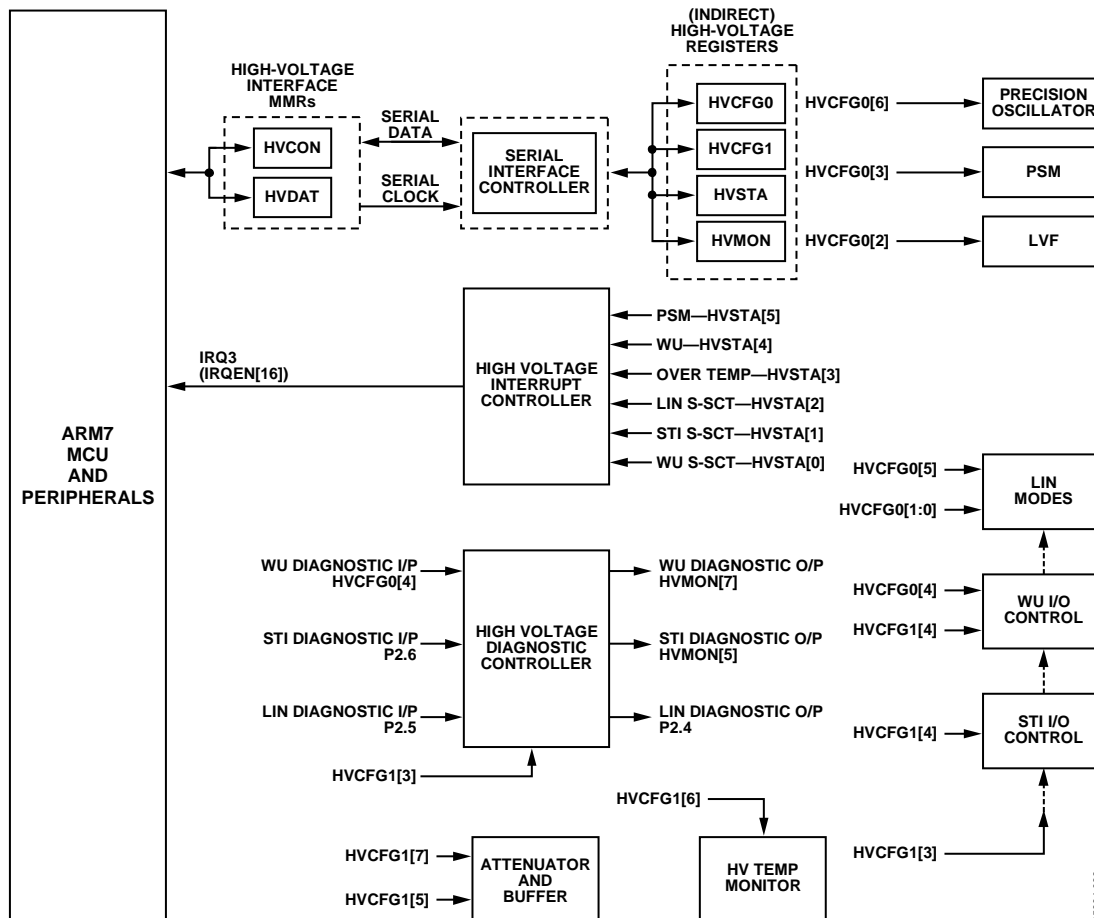 (INDIRECT)
HIGH-VOLTAGE
REGISTERS
HIGH-VOLTAGE
INTERFACE
MMRs
HVCON
HVDAT
SERIAL
DATA
SERIAL
CLOCK
SERIAL
INTERFACE
CONTROLLER
HVCFG0
HVCFG1
HVSTA
HVMON
HVCFG0[6]
PRECISION
OSCILLATOR
HVCFG0[3]
PSM
HVCFG0[2]
LVF
ARM7
MCU
AND
PERIPHERALS
IRQ3
(IRQEN[16])
HIGH VOLTAGE
INTERRUPT
CONTROLLER
PSM—HVSTA[5]
WU—HVSTA[4]
OVER TEMP—HVSTA[3]
LIN S-SCT—HVSTA[2]
STI S-SCT—HVSTA[1]
WU S-SCT—HVSTA[0]
HVCFG0[5]
HVCFG0[1:0]
LIN
MODES
WU DIAGNOSTIC I/P
HVCFG0[4]
STI DIAGNOSTIC I/P
P2.6
LIN DIAGNOSTIC I/P
P2.5
HIGH VOLTAGE
DIAGNOSTIC
CONTROLLER
WU DIAGNOSTIC O/P
HVMON[7]
STI DIAGNOSTIC O/P
HVMON[5]
LIN DIAGNOSTIC O/P
P2.4
HVCFG1[3]
HVCFG0[4]
HVCFG1[4]
WU I/O
CONTROL
HVCFG1[4]
STI I/O
CONTROL
HVCFG1[3]
HVCFG1[7]
HVCFG1[5]
ATTENUATOR
AND
BUFFER
HVCFG1[6]
HV TEMP
MONITOR